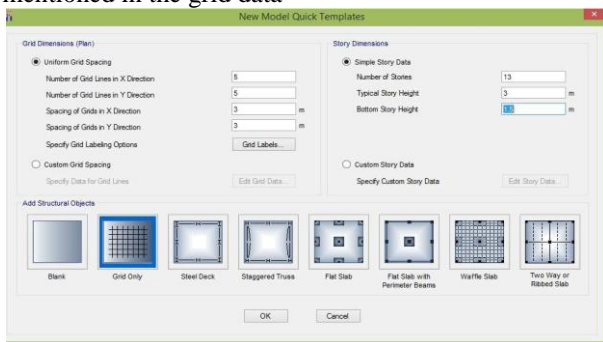 mentioned in the grid data
New Model Quick Templates
Grid Dimensions (Plan)
Uniform Grid Spacing
Number of Grid Lines in X Direction 5
Number of Grid Lines in Y Direction 5
Spacing of Grids in X Direction 3 m
Spacing of Grids in Y Direction 3 m
Specify Grid Labeling Options Grid Labels...
Custom Grid Spacing
Specify Data for Grid Lines Edit Grid Data...
Story Dimensions
Simple Story Data
Number of Stories 13
Typical Story Height 3 m
Bottom Story Height 1.5 m
Custom Story Data
Specify Custom Story Data Edit Story Data...
Add Structural Objects
Blank
Grid Only
Steel Deck
Staggered Truss
Flat Slab
Flat Slab with
Perimeter Beams
Waffle Slab
Two Way or
Ribbed Slab
OK
Cancel